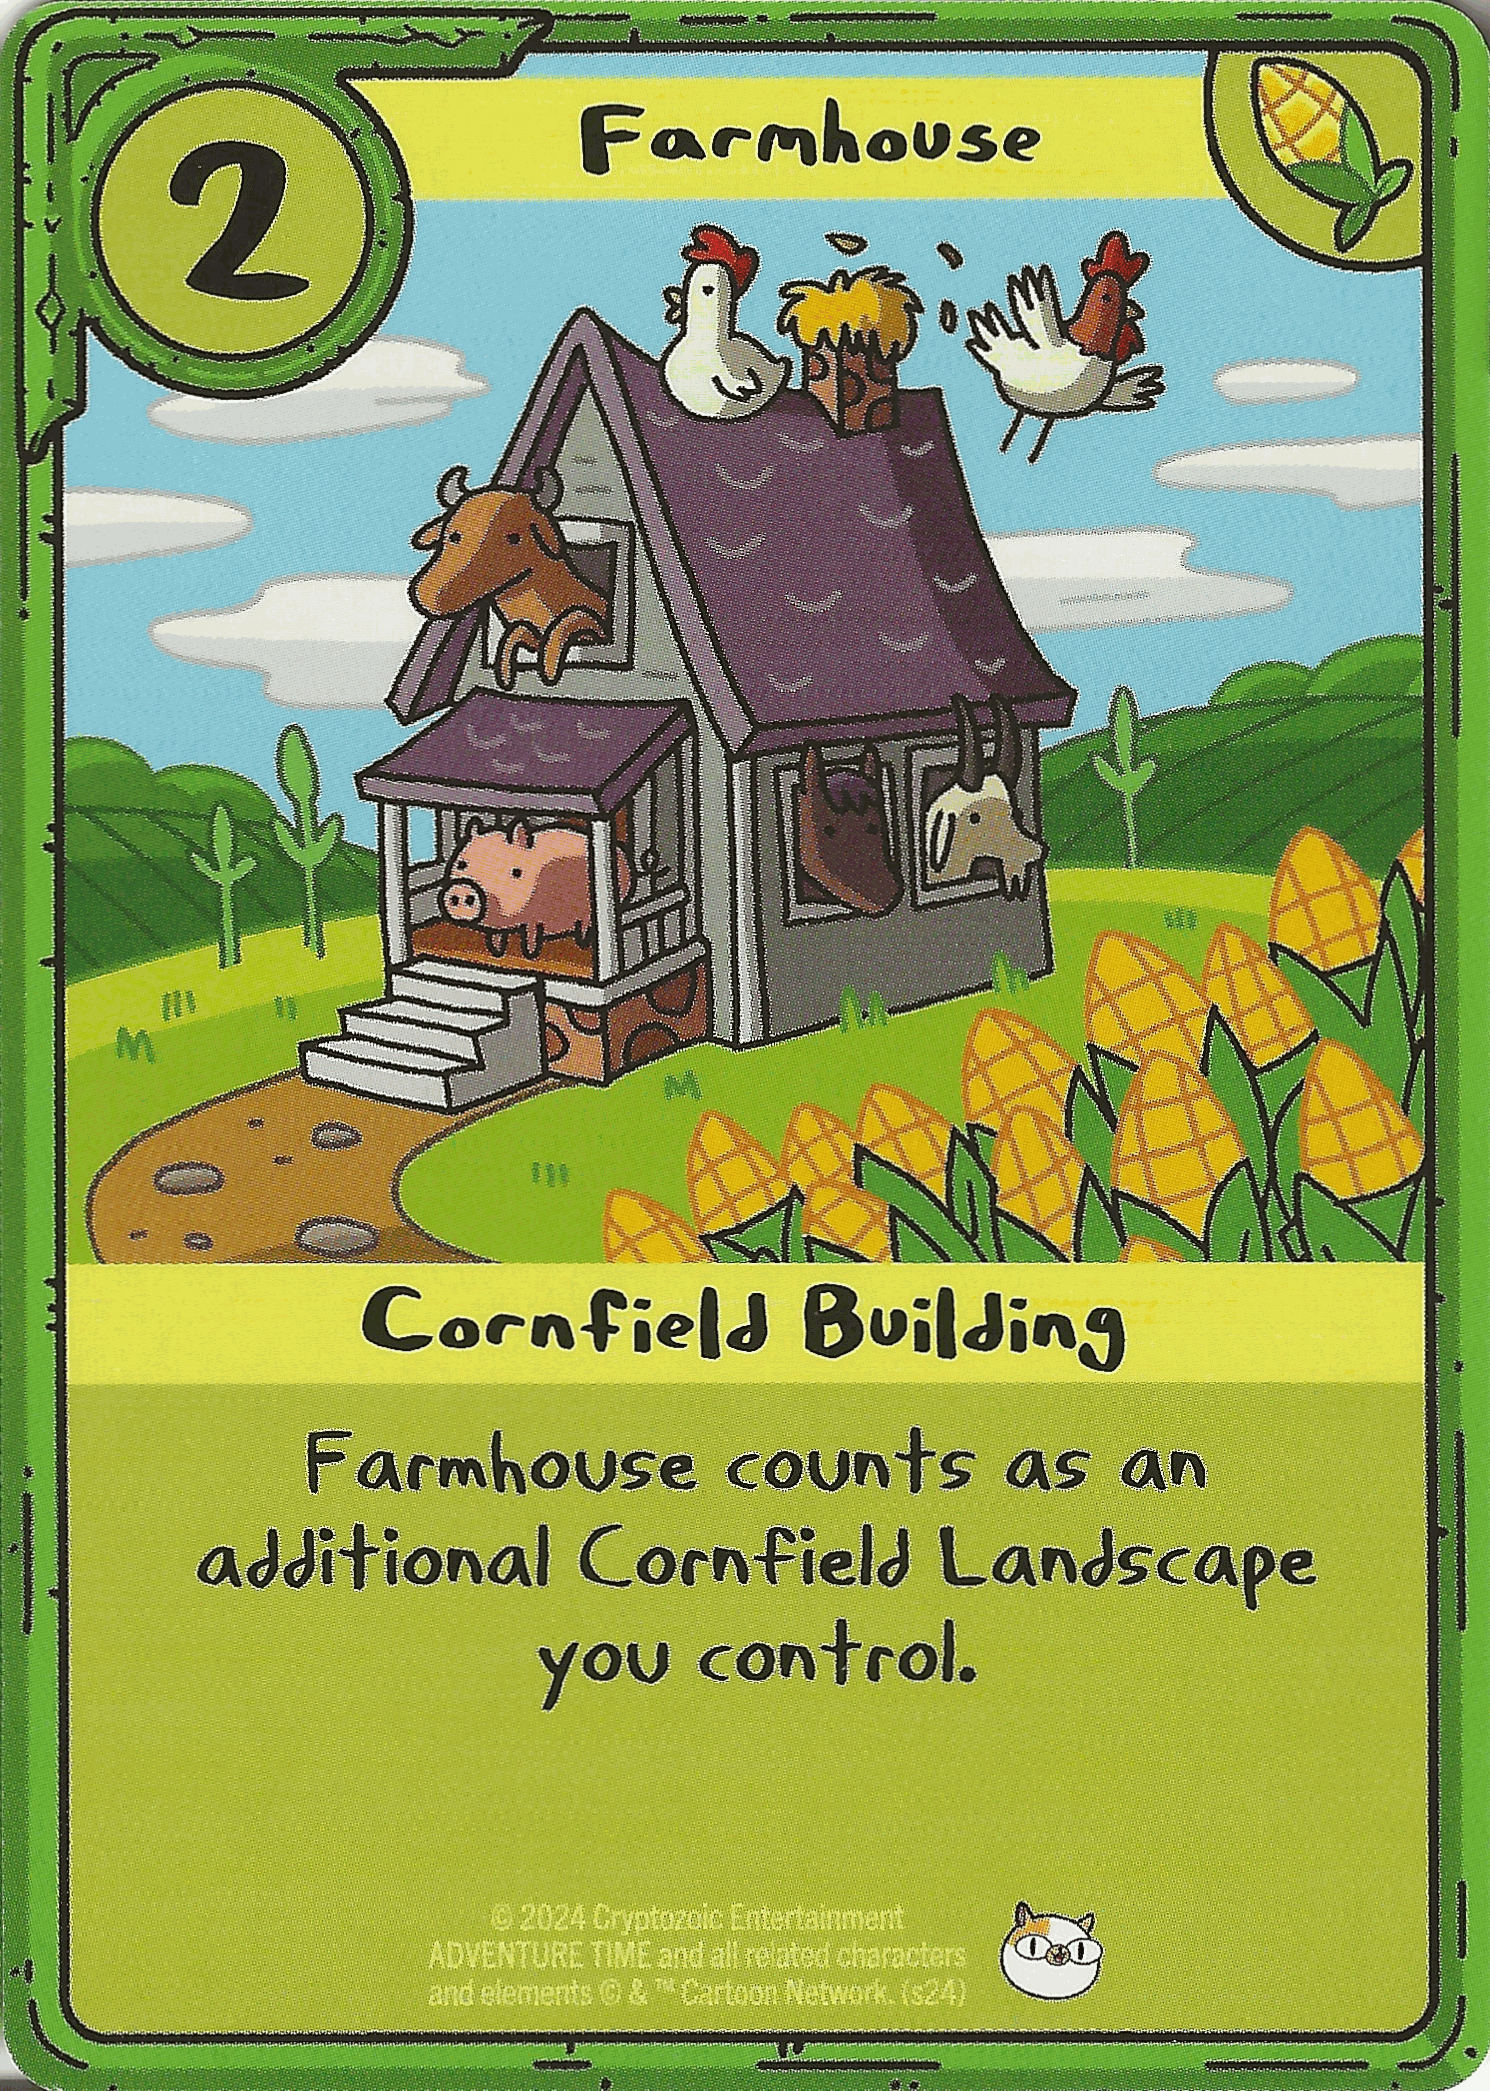 2
Farmhouse
Cornfield Building
Farmhouse counts as an
additional Cornfield Landscape
you control.
© 2024 Cryptozoic Entertainment
ADVENTURE TIME and all related characters
and elements © & ™ Cartoon Network. (s24)